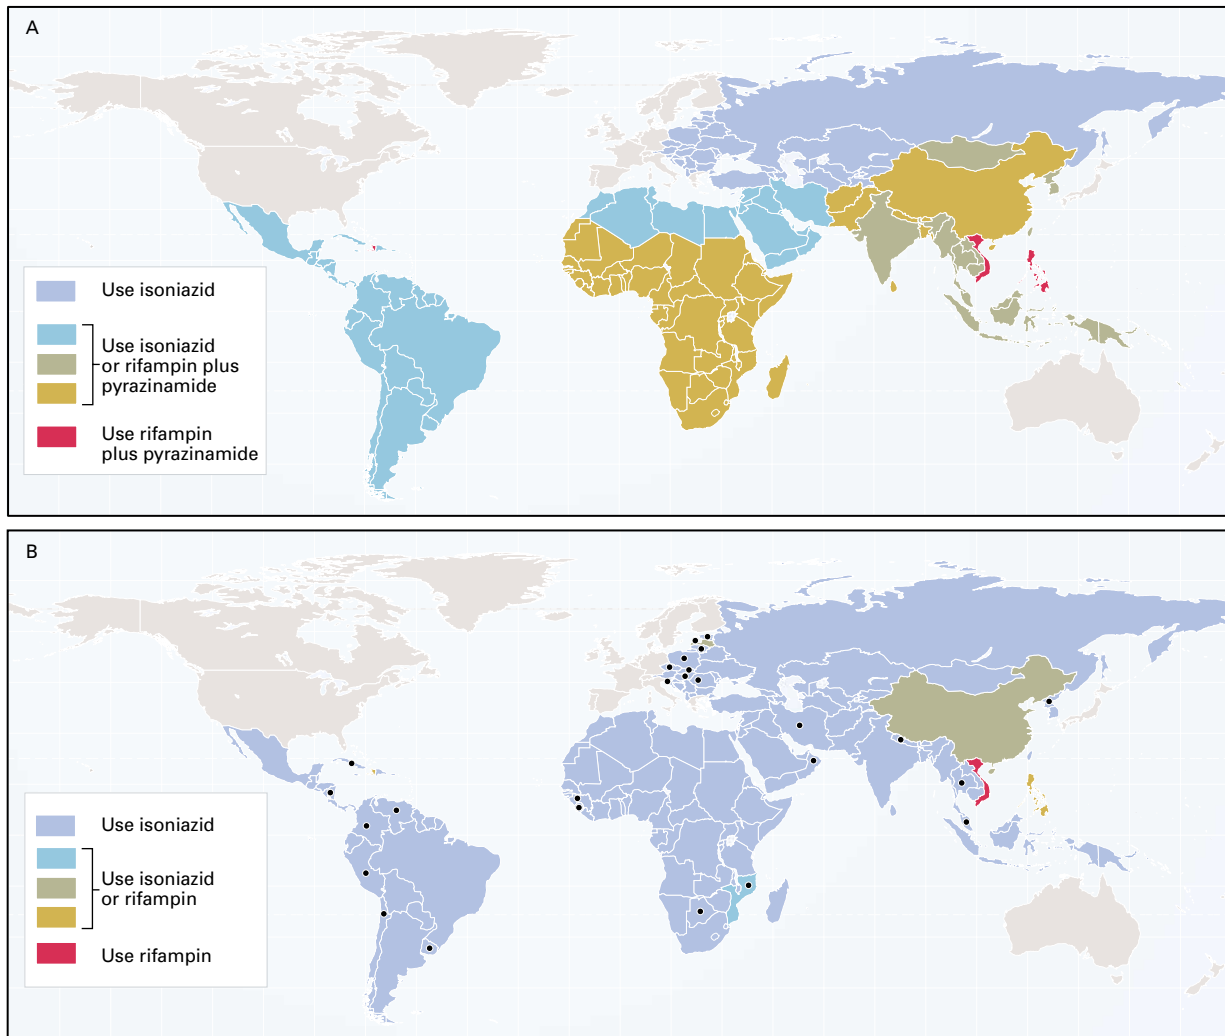 A
Use isoniazid
Use isoniazid
or rifampin plus
pyrazinamide
Use rifampin
plus pyrazinamide
B
Use isoniazid
Use isoniazid
or rifampin
Use rifampin